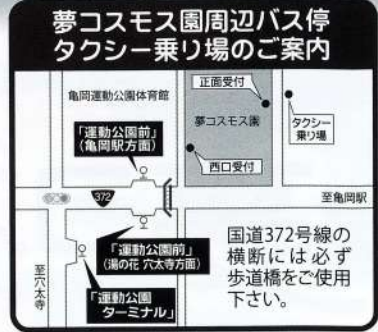 夢コスモス園周辺バス停
タクシー乗り場のご案内
正面受付
亀岡運動公園体育館
夢コスモス園
タクシー
乗り場
「運動公園前」
(亀岡駅方面)
西口受付
372
至亀岡駅
「運動公園前」
(湯の花 穴太寺方面)
国道372号線の
横断には必ず
歩道橋をご使用
下さい。
至穴太寺
「運動公園
ターミナル」